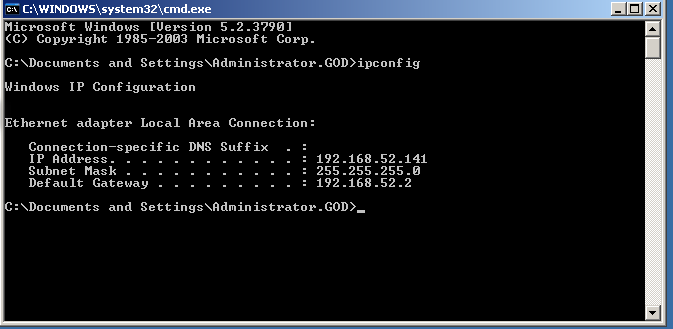 C:\WINDOWS\system32\cmd.exe
Microsoft Windows [Version 5.2.3790]
(C) Copyright 1985-2003 Microsoft Corp.
C:\Documents and Settings\Administrator.GOD>ipconfig
Windows IP Configuration
Ethernet adapter Local Area Connection:
   Connection-specific DNS Suffix  . :
   IP Address. . . . . . . . . . . . : 192.168.52.141
   Subnet Mask . . . . . . . . . . . : 255.255.255.0
   Default Gateway . . . . . . . . . : 192.168.52.2
C:\Documents and Settings\Administrator.GOD>_